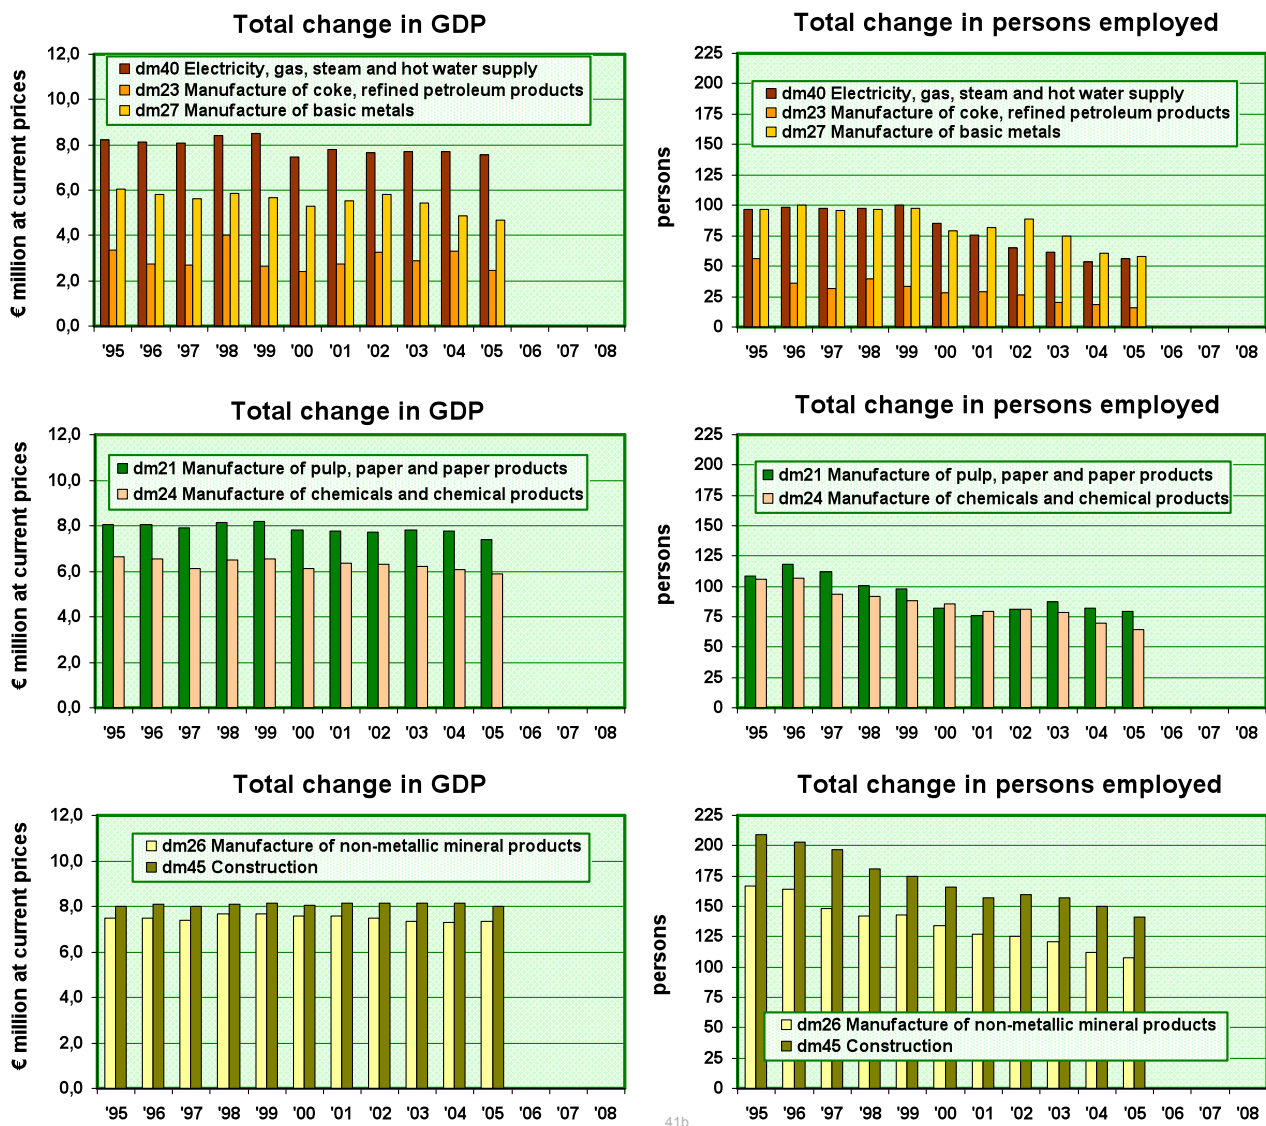 Total change in GDP
€ million at current prices
12,0
10,0
8,0
6,0
4,0
2,0
0,0
dm40 Electricity, gas, steam and hot water supply
dm23 Manufacture of coke, refined petroleum products
dm27 Manufacture of basic metals
'95 '96 '97 '98 '99 '00 '01 '02 '03 '04 '05 '06 '07 '08
Total change in persons employed
persons
225
200
175
150
125
100
75
50
25
0
dm40 Electricity, gas, steam and hot water supply
dm23 Manufacture of coke, refined petroleum products
dm27 Manufacture of basic metals
'95 '96 '97 '98 '99 '00 '01 '02 '03 '04 '05 '06 '07 '08
Total change in GDP
€ million at current prices
12,0
10,0
8,0
6,0
4,0
2,0
0,0
dm21 Manufacture of pulp, paper and paper products
dm24 Manufacture of chemicals and chemical products
'95 '96 '97 '98 '99 '00 '01 '02 '03 '04 '05 '06 '07 '08
Total change in persons employed
persons
225
200
175
150
125
100
75
50
25
0
dm21 Manufacture of pulp, paper and paper products
dm24 Manufacture of chemicals and chemical products
'95 '96 '97 '98 '99 '00 '01 '02 '03 '04 '05 '06 '07 '08
Total change in GDP
€ million at current prices
12,0
10,0
8,0
6,0
4,0
2,0
0,0
dm26 Manufacture of non-metallic mineral products
dm45 Construction
'95 '96 '97 '98 '99 '00 '01 '02 '03 '04 '05 '06 '07 '08
Total change in persons employed
persons
225
200
175
150
125
100
75
50
25
0
dm26 Manufacture of non-metallic mineral products
dm45 Construction
'95 '96 '97 '98 '99 '00 '01 '02 '03 '04 '05 '06 '07 '08
41b